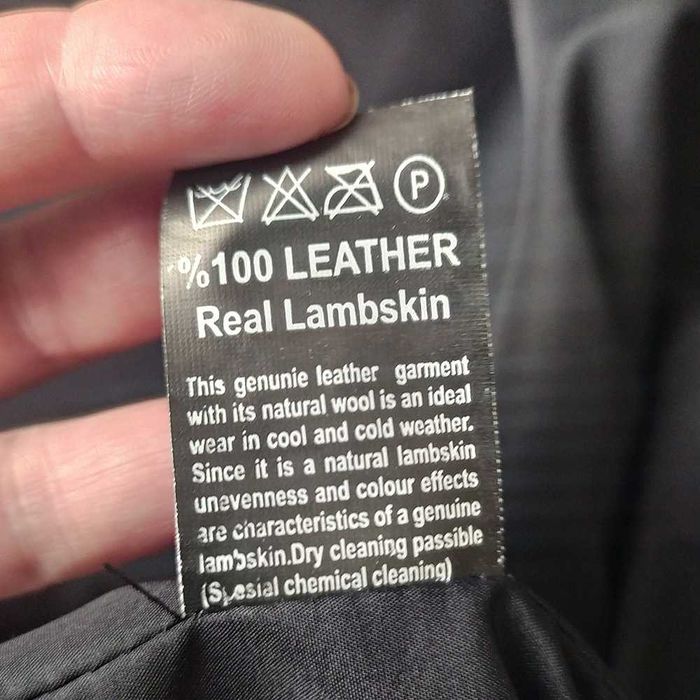 P
%100 LEATHER
Real Lambskin
This genunie leather garment
with its natural wool is an ideal
wear in cool and cold weather.
Since it is a natural lambskin
unevenness and colour effects
are characteristics of a genuine
lambskin.Dry cleaning passible
(Spesial chemical cleaning)